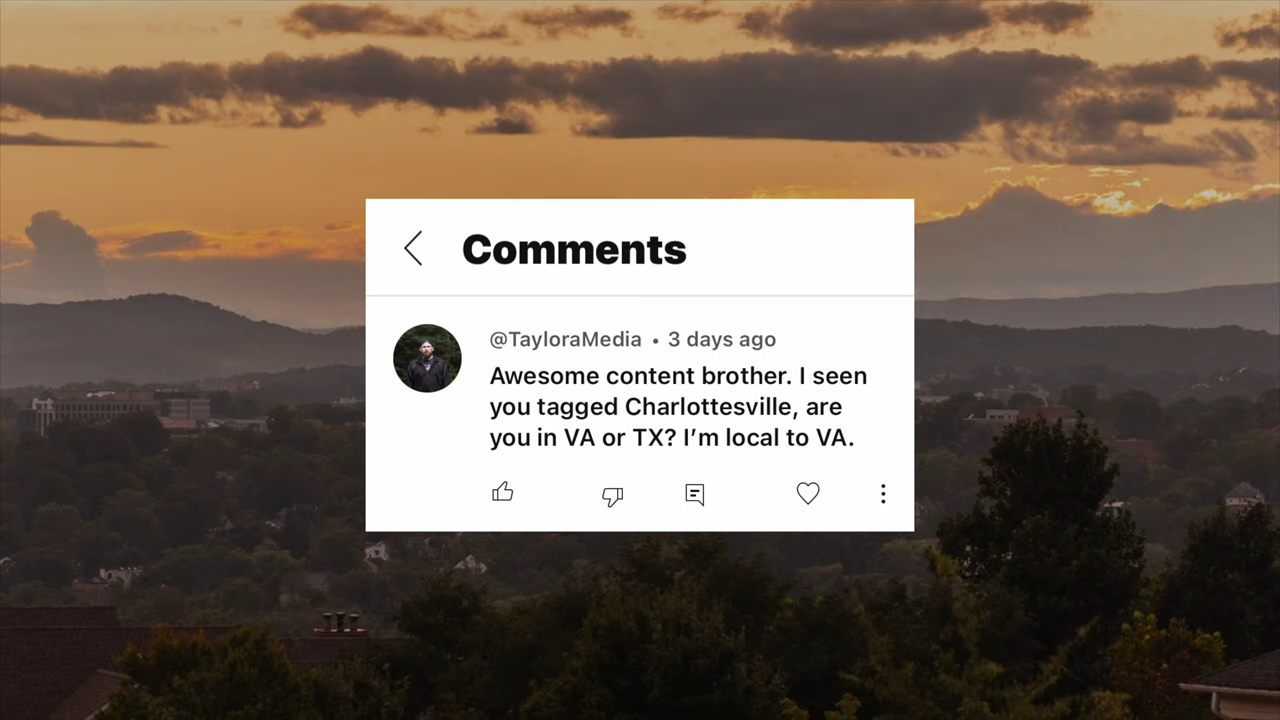 Comments
@TayloraMedia • 3 days ago
Awesome content brother. I seen
you tagged Charlottesville, are
you in VA or TX? I’m local to VA.